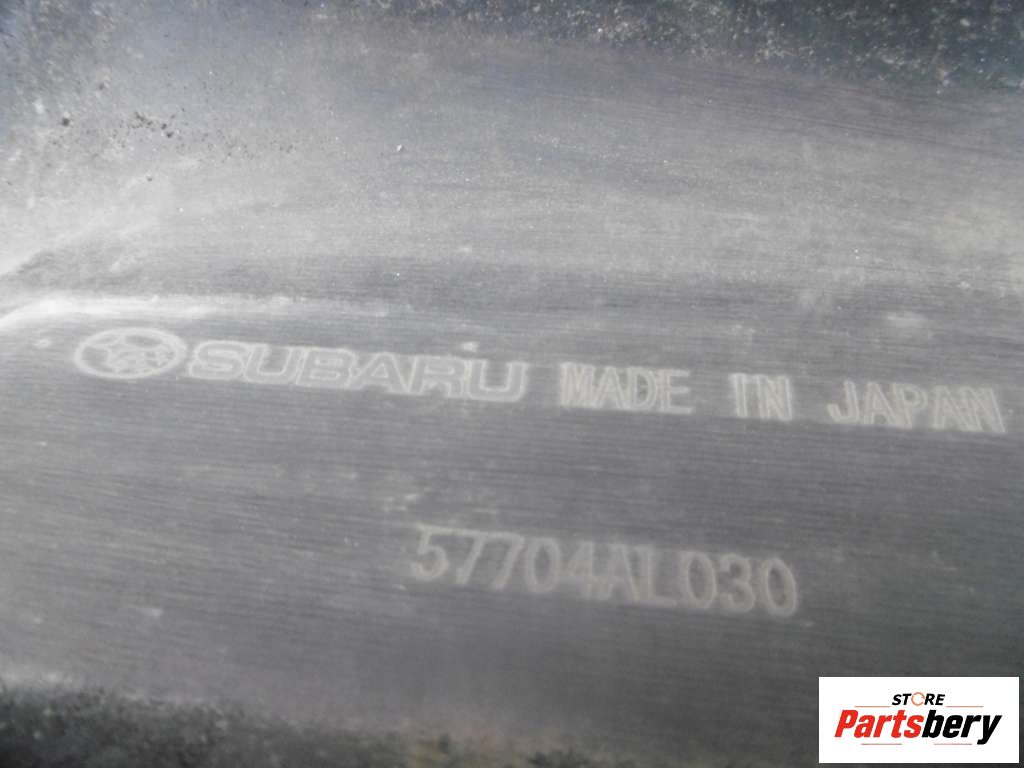 SUBARU MADE IN JAPAN
57704AL030
STORE
Partsbery